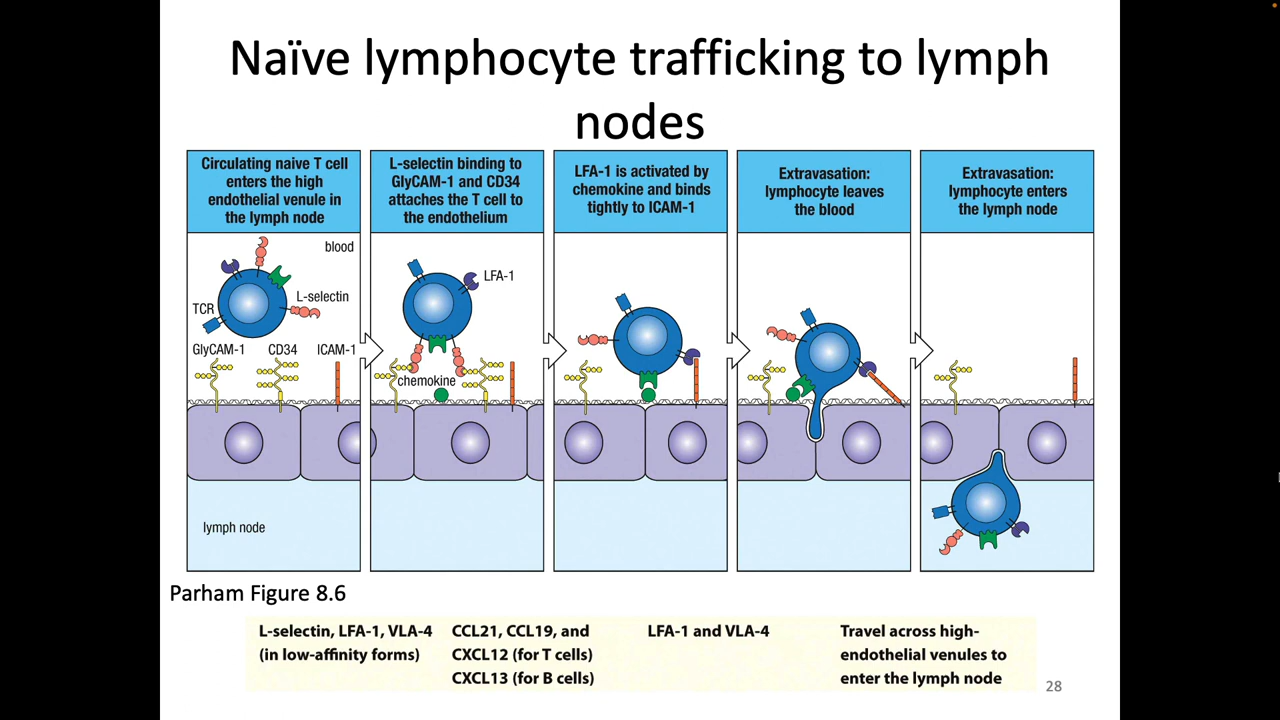 Naïve lymphocyte trafficking to lymph
nodes
Circulating naive T cell
enters the high
endothelial venule in
the lymph node
L-selectin binding to
GlyCAM-1 and CD34
attaches the T cell to
the endothelium
LFA-1 is activated by
chemokine and binds
tightly to ICAM-1
Extravasation:
lymphocyte leaves
the blood
Extravasation:
lymphocyte enters
the lymph node
blood
L-selectin
TCR
GlyCAM-1
CD34
ICAM-1
lymph node
LFA-1
chemokine
Parham Figure 8.6
L-selectin, LFA-1, VLA-4
(in low-affinity forms)
CCL21, CCL19, and
CXCL12 (for T cells)
CXCL13 (for B cells)
LFA-1 and VLA-4
Travel across high-
endothelial venules to
enter the lymph node
28